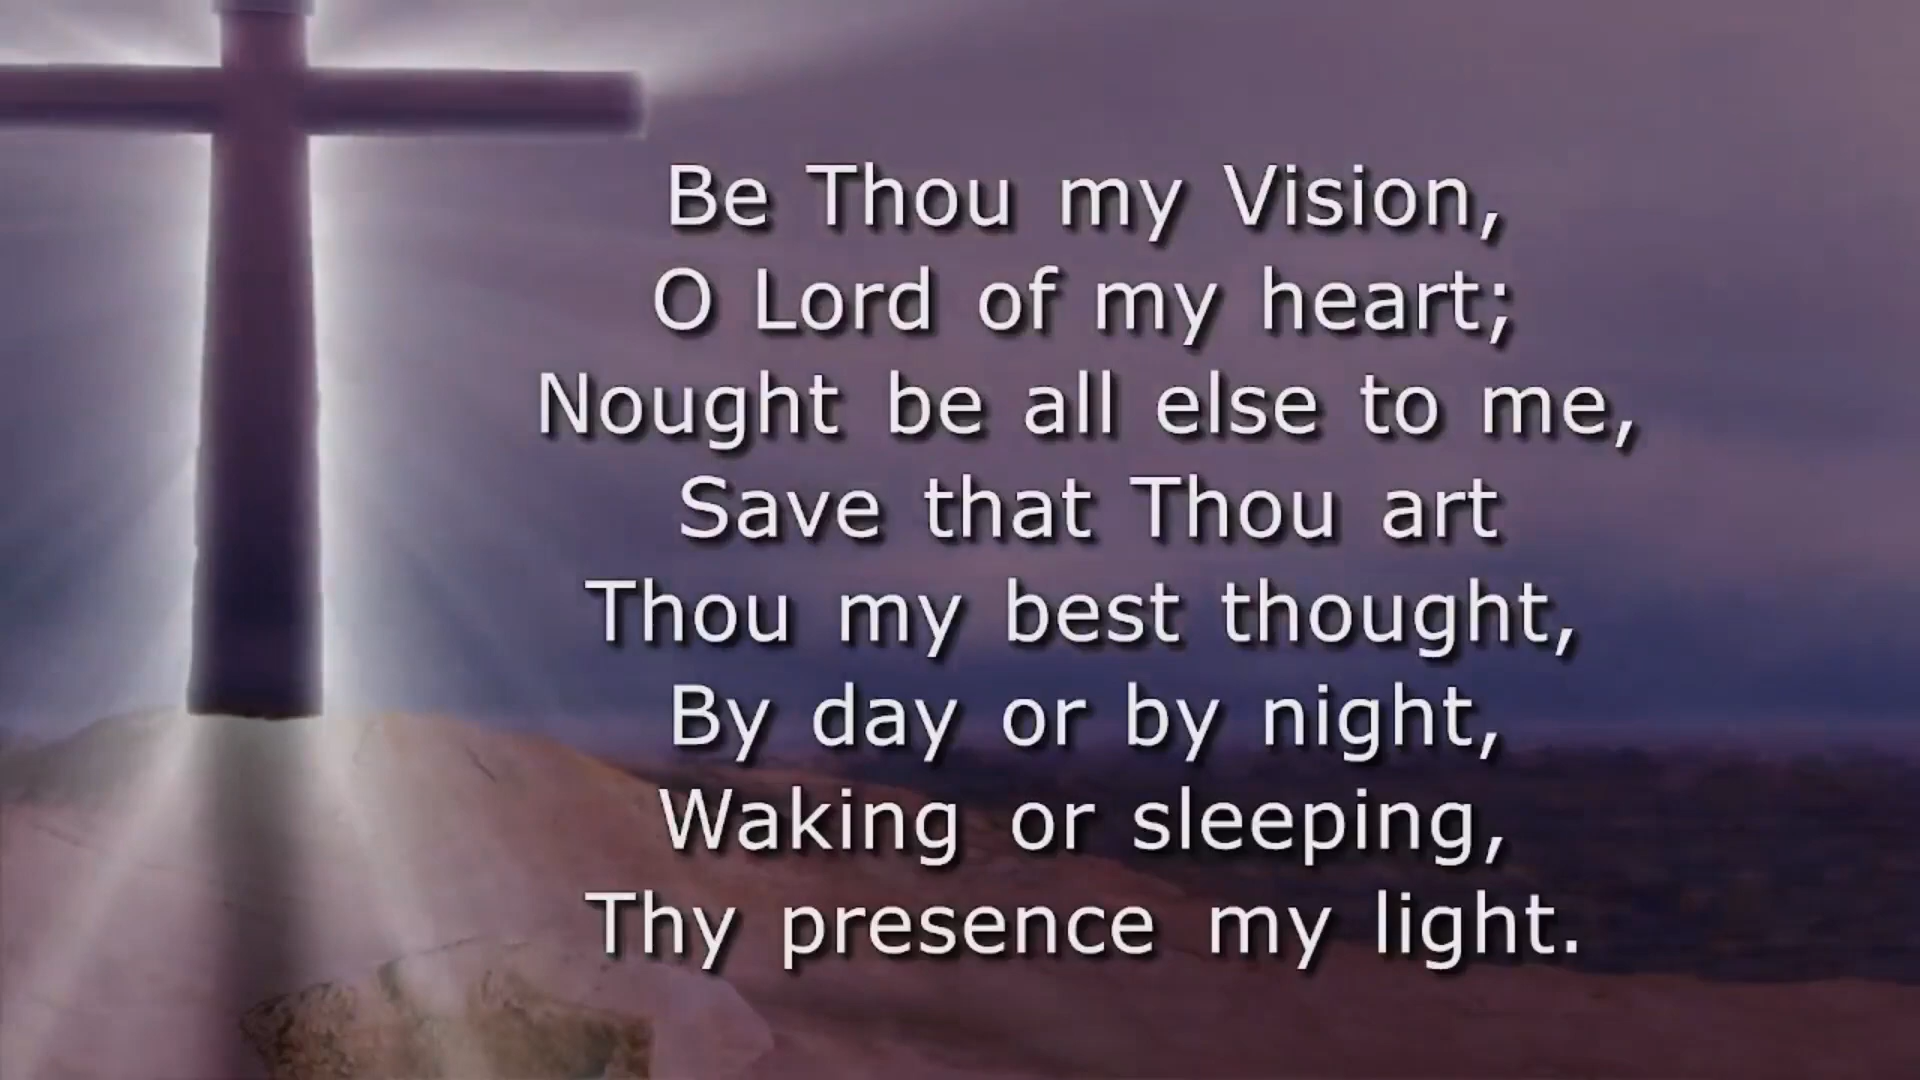 Be Thou my Vision,
O Lord of my heart;
Nought be all else to me,
Save that Thou art
Thou my best thought,
By day or by night,
Waking or sleeping,
Thy presence my light.